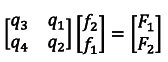 [q₃ q₁] [f₂] = [F₁]
[q₄ q₂] [f₁] = [F₂]